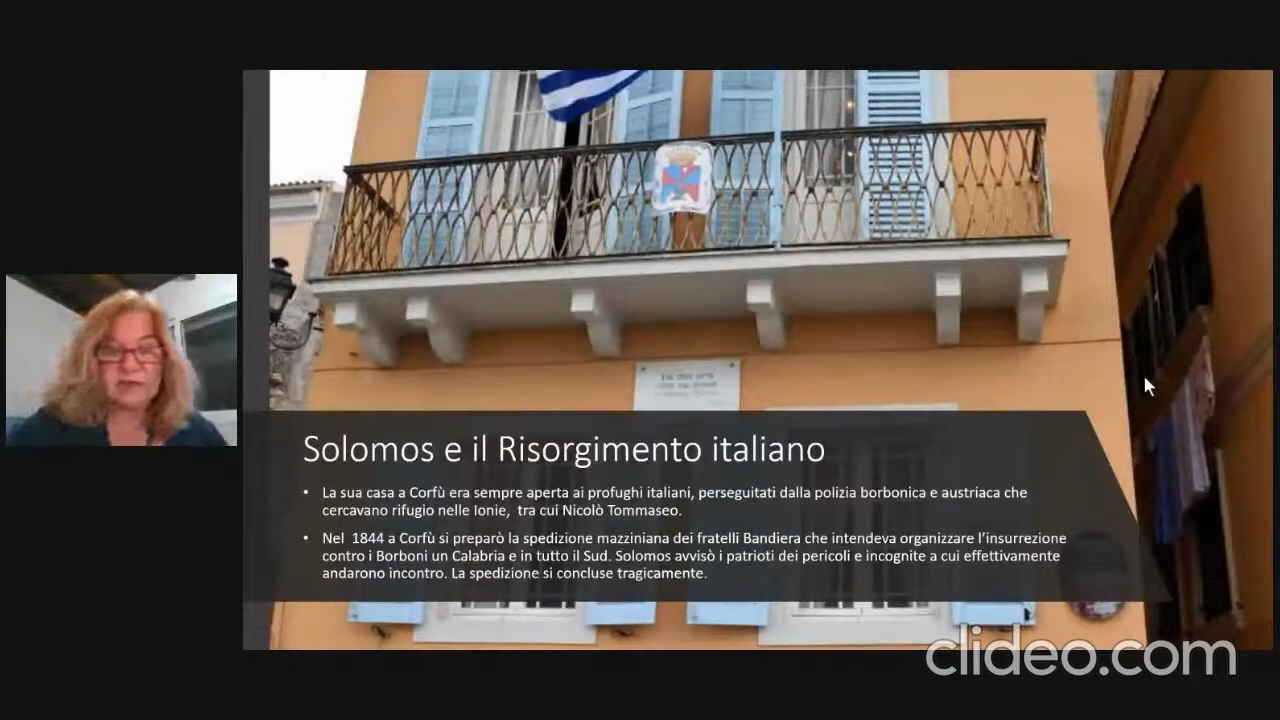 Solomos e il Risorgimento italiano
• La sua casa a Corfù era sempre aperta ai profughi italiani, perseguitati dalla polizia borbonica e austriaca che
cercavano rifugio nelle Ionie, tra cui Nicolò Tommaseo.
• Nel 1844 a Corfù si preparò la spedizione mazziniana dei fratelli Bandiera che intendeva organizzare l’insurrezione
contro i Borboni un Calabria e in tutto il Sud. Solomos avvisò i patrioti dei pericoli e incognite a cui effettivamente
andarono incontro. La spedizione si concluse tragicamente.
clideo.com